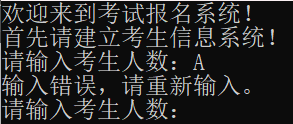 欢迎来到考试报名系统！
首先请建立考生信息系统！
请输入考生人数：A
输入错误，请重新输入。
请输入考生人数：